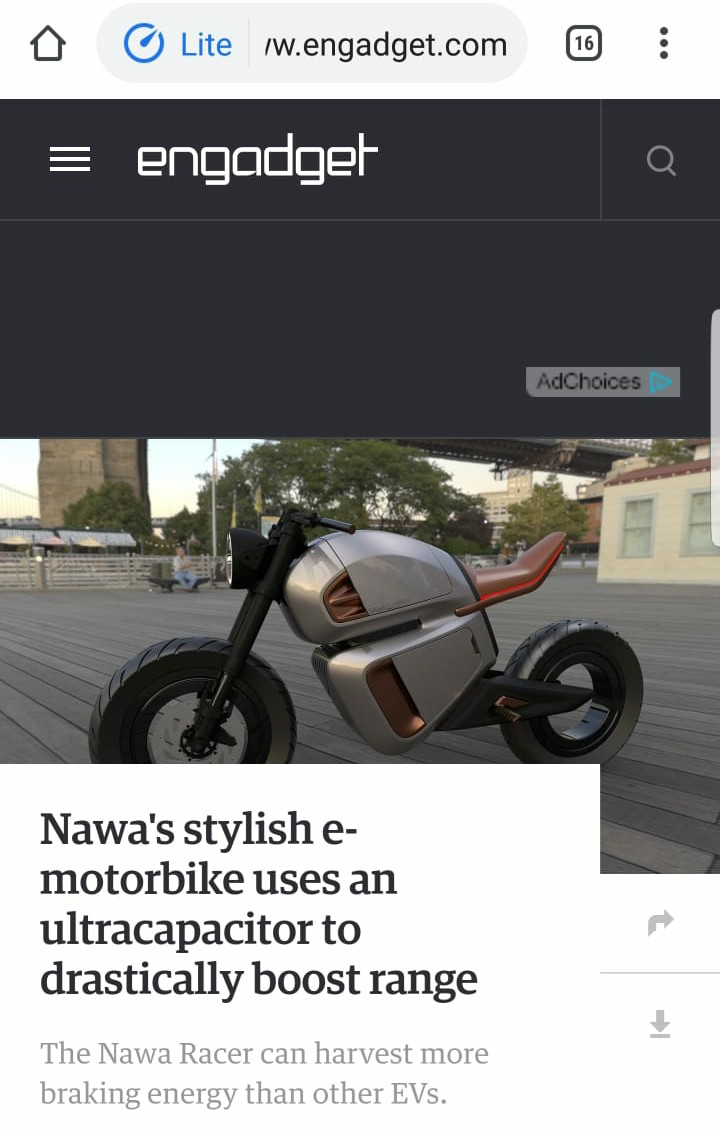 Lite /w.engadget.com 16
engadget
AdChoices
Nawa's stylish e-
motorbike uses an
ultracapacitor to
drastically boost range
The Nawa Racer can harvest more
braking energy than other EVs.